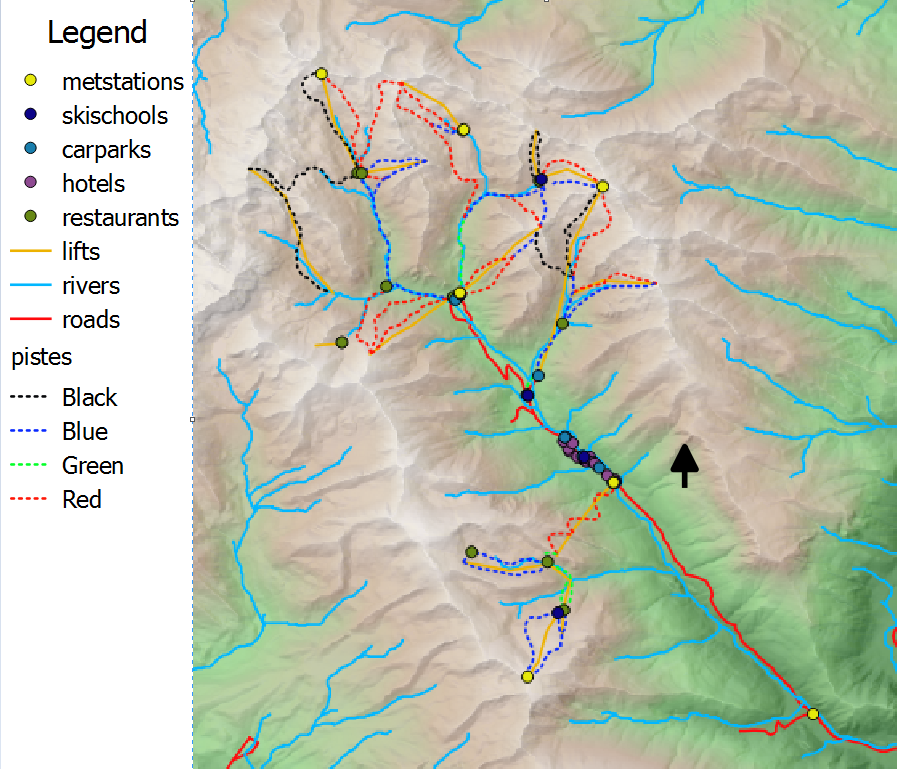 Legend
metstations
skischools
carparks
hotels
restaurants
lifts
rivers
roads
pistes
Black
Blue
Green
Red